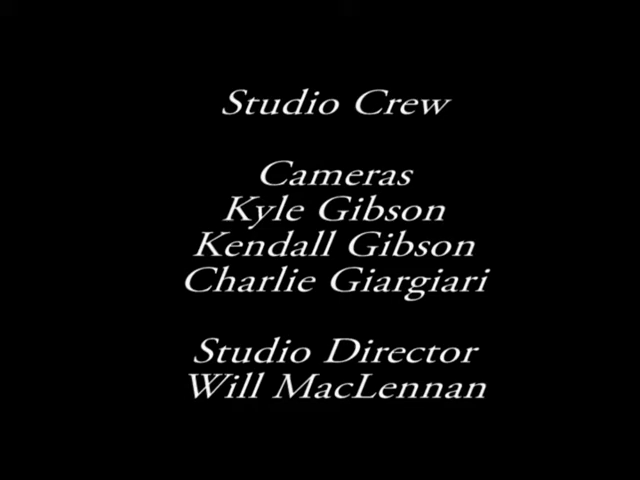 Studio Crew
Cameras
Kyle Gibson
Kendall Gibson
Charlie Giargiari
Studio Director
Will MacLennan